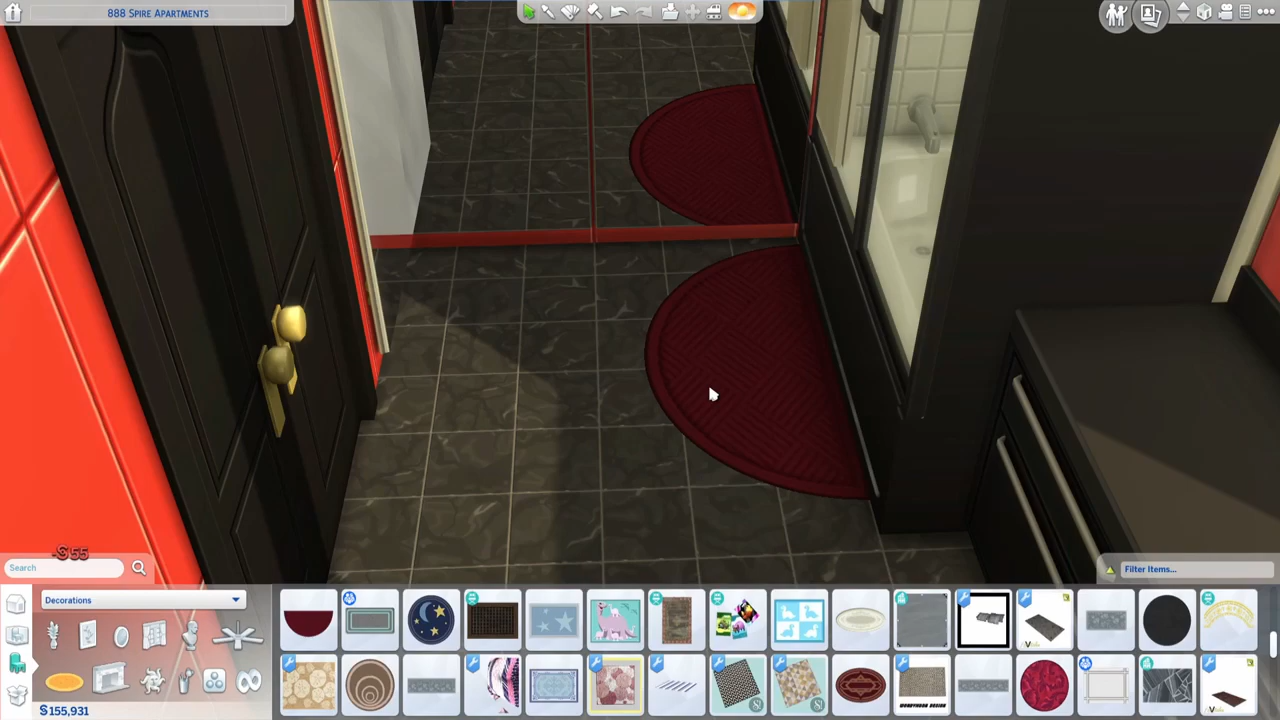 888 SPIRE APARTMENTS
-§55
Search
Filter Items...
Decorations
§155,931